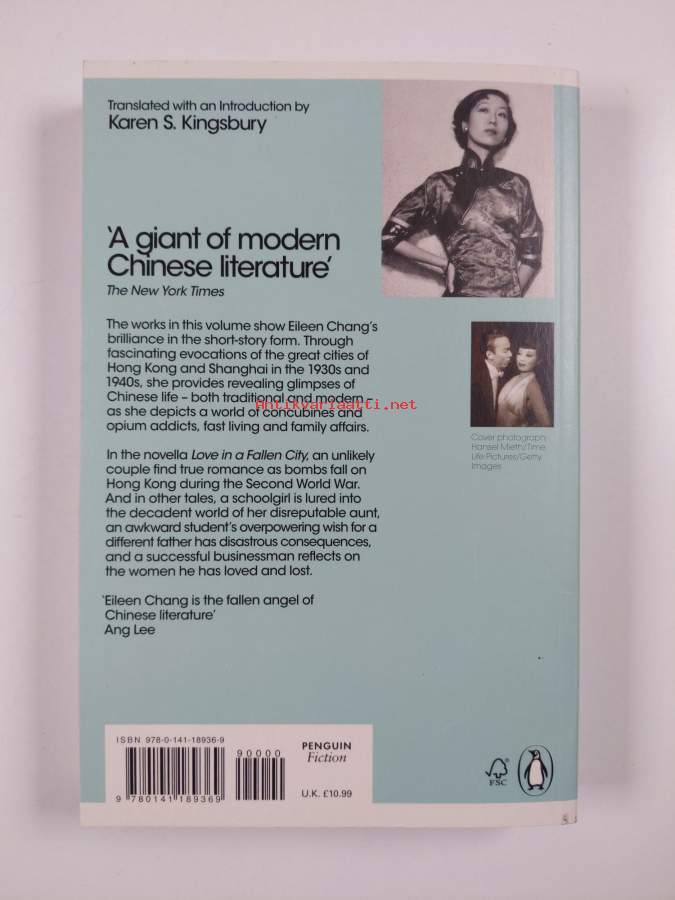 Translated with an Introduction by
Karen S. Kingsbury
‘A giant of modern
Chinese literature’
The New York Times
The works in this volume show Eileen Chang’s
brilliance in the short-story form. Through
fascinating evocations of the great cities of
Hong Kong and Shanghai in the 1930s and
1940s, she provides revealing glimpses of
Chinese life – both traditional and modern –
as she depicts a world of concubines and
opium addicts, fast living and family affairs.
Antikvariaatti.net
In the novella Love in a Fallen City, an unlikely
couple find true romance as bombs fall on
Hong Kong during the Second World War.
And in other tales, a schoolgirl is lured into
the decadent world of her disreputable aunt,
an awkward student’s overpowering wish for a
different father has disastrous consequences,
and a successful businessman reflects on
the women he has loved and lost.
‘Eileen Chang is the fallen angel of
Chinese literature’
Ang Lee
Cover photograph:
Hansel Mieth/Time
Life Pictures/Getty
Images
ISBN 978-0-141-18936-9
90000
9 780141 189369
PENGUIN
Fiction
U.K. £10.99
FSC